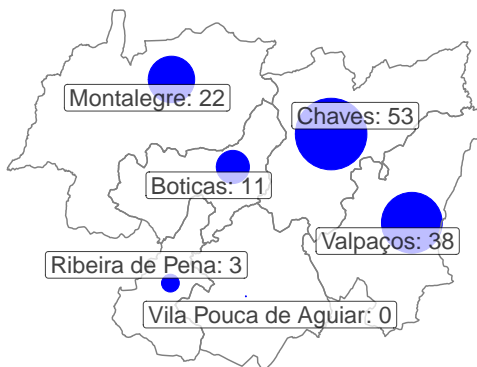 Montalegre: 22
Chaves: 53
Boticas: 11
Valpaços: 38
Ribeira de Pena: 3
Vila Pouca de Aguiar: 0